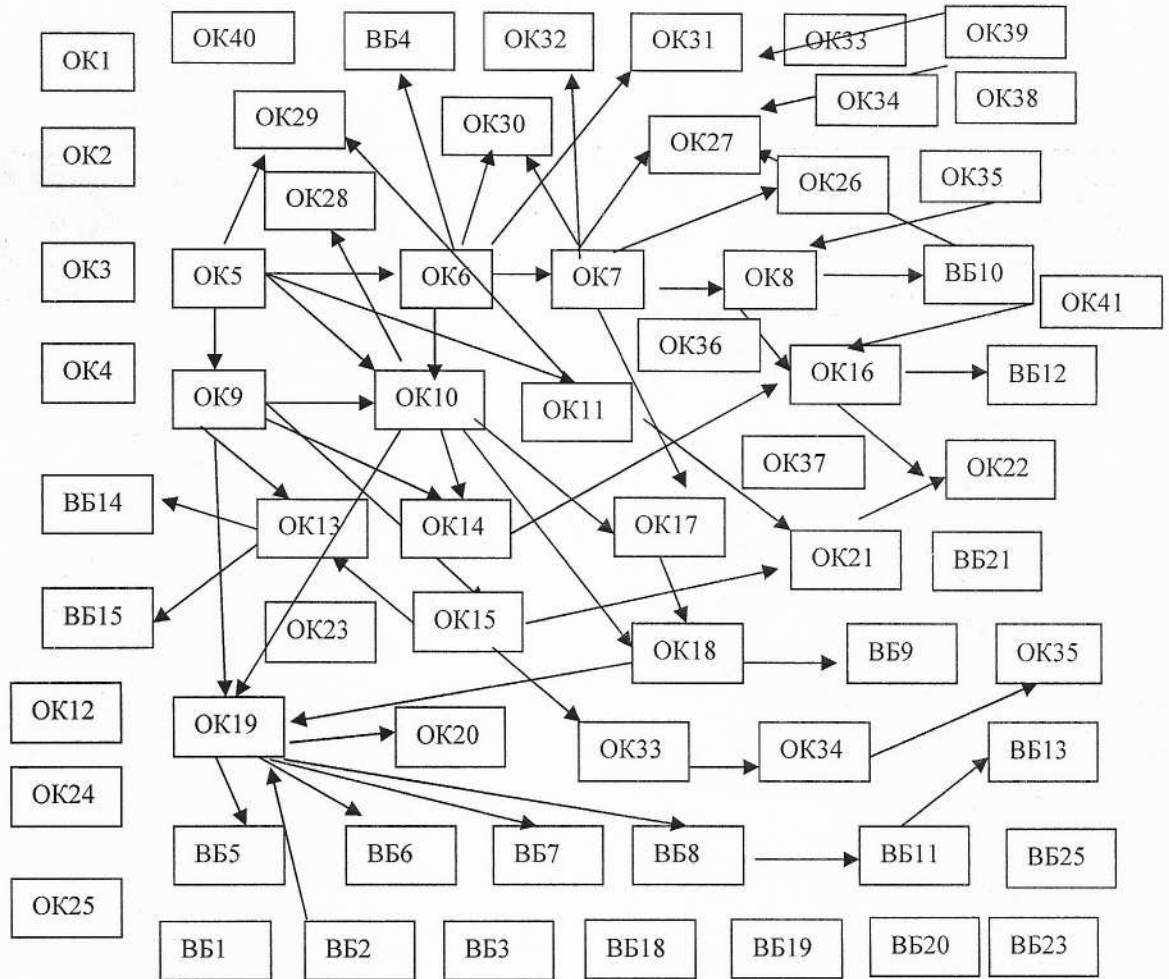 ОК40 ВБ4 ОК32 ОК31 ОК33 ОК39
ОК1
ОК29 ОК30 ОК27 ОК34 ОК38
ОК2
ОК28 ОК26 ОК35
ОК3 ОК5 ОК6 ОК7 ОК8 ВБ10
ОК41
ОК36
ОК4 ОК9 ОК10 ОК11 ОК16 ВБ12
ОК37 ОК22
ВБ14 ОК13 ОК14 ОК17
ОК21 ВБ21
ВБ15 ОК23 ОК15 ОК18 ВБ9 ОК35
ОК12 ОК19 ОК20 ОК33 ОК34 ВБ13
ОК24
ВБ5 ВБ6 ВБ7 ВБ8 ВБ11 ВБ25
ОК25
ВБ1 ВБ2 ВБ3 ВБ18 ВБ19 ВБ20 ВБ23